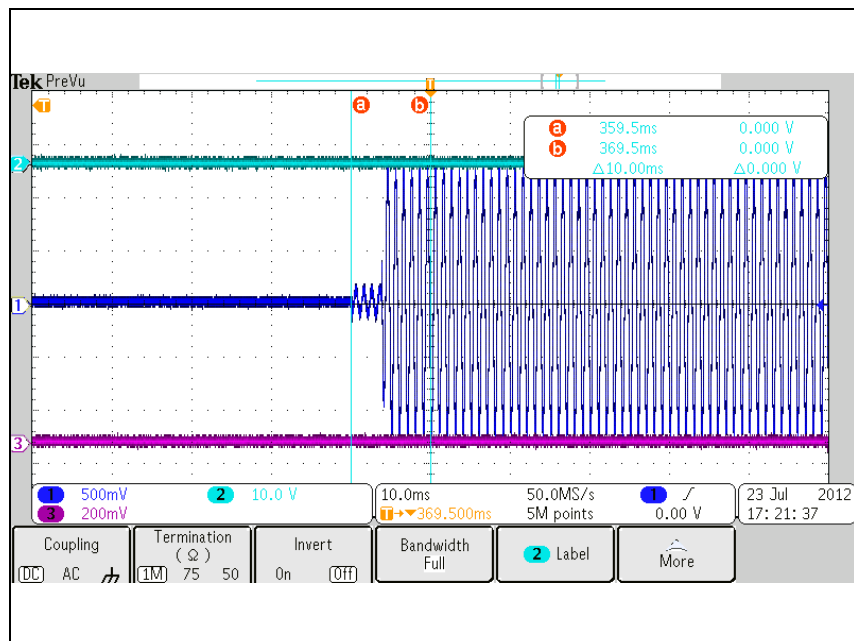 Tek PreVu
T
T
a b
a 359.5ms 0.000 V
b 369.5ms 0.000 V
△10.00ms △0.000 V
2
1
3
1 500mV 2 10.0 V 10.0ms 50.0MS/s 1 23 Jul 2012
3 200mV T→▼369.500ms 5M points 0.00 V 17:21:37
Coupling Termination Invert Bandwidth 2 Label More
(Ω) Full
DC AC 1M 75 50 On Off